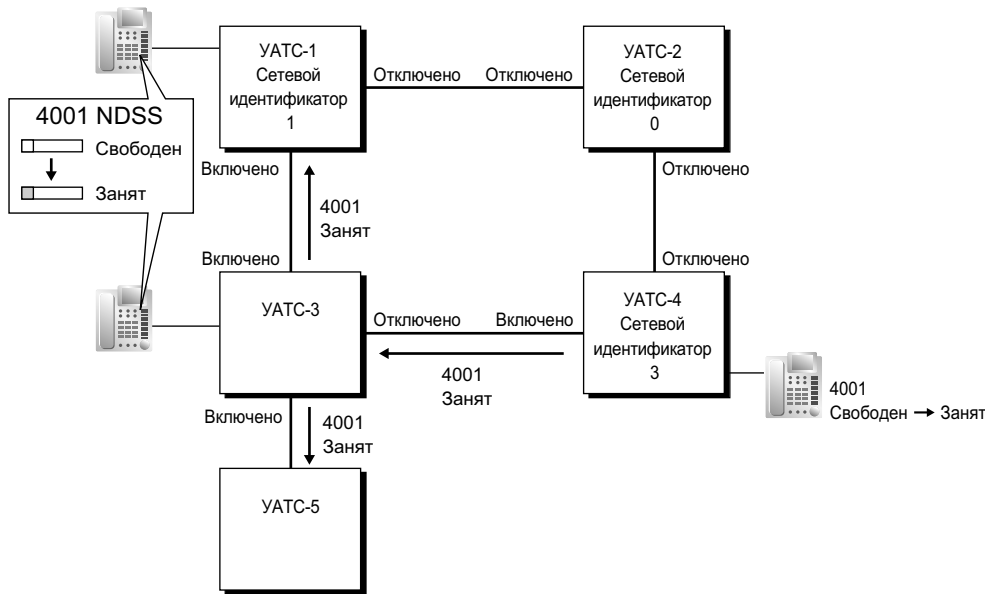 УАТС-1
Сетевой
идентификатор
1
Отключено
Отключено
УАТС-2
Сетевой
идентификатор
0
4001 NDSS
Свободен
Занят
Включено
4001
Занят
Отключено
Включено
Отключено
УАТС-3
Отключено
Включено
УАТС-4
Сетевой
идентификатор
3
4001
Занят
4001
Свободен → Занят
Включено
4001
Занят
УАТС-5